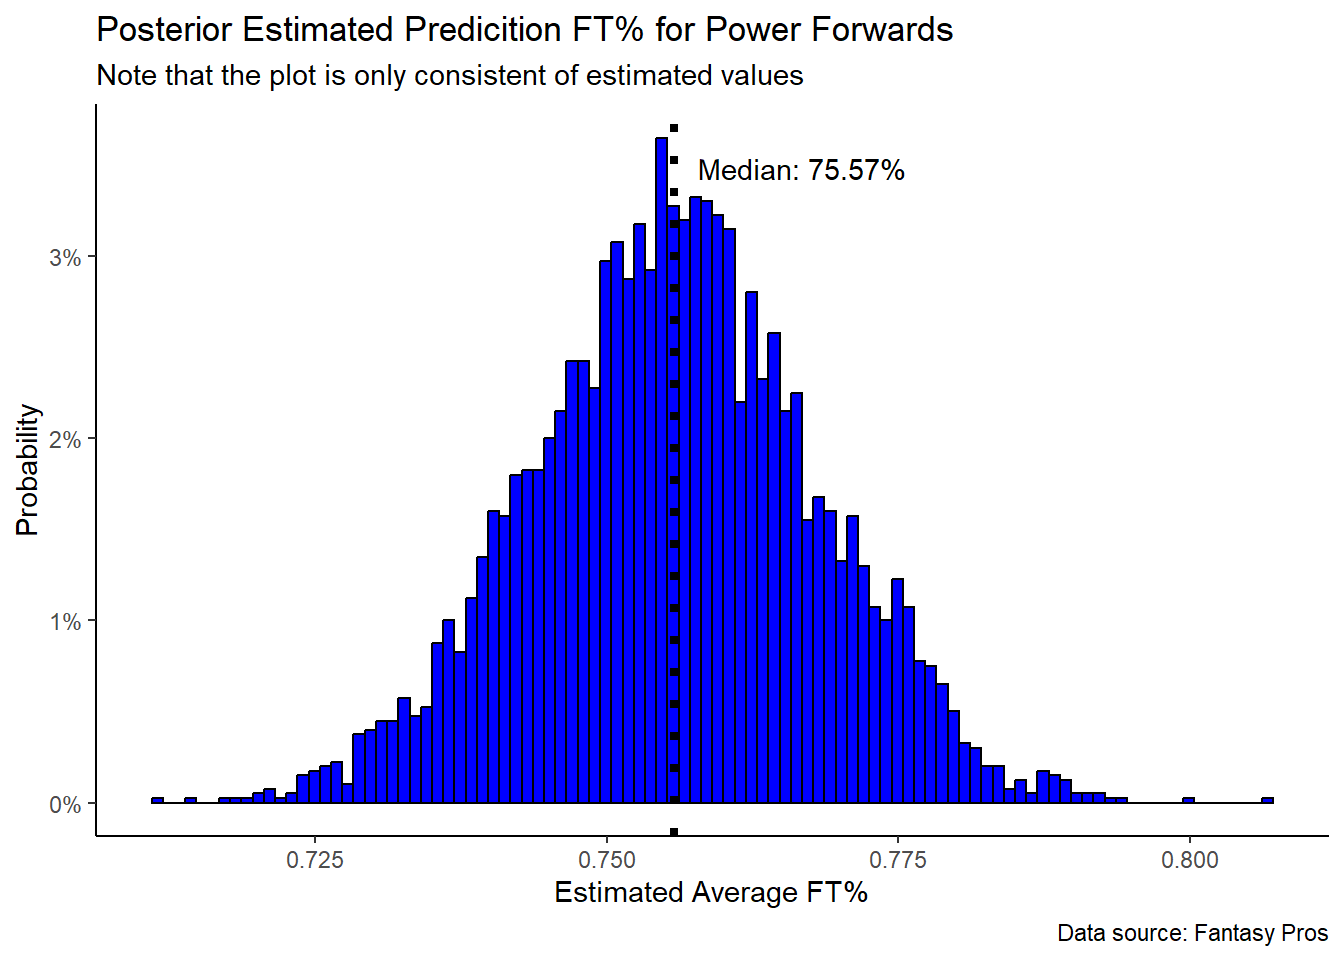 Posterior Estimated Predicition FT% for Power Forwards
Note that the plot is only consistent of estimated values
Median: 75.57%
3%
2%
1%
0%
Probability
0.725 0.750 0.775 0.800
Estimated Average FT%
Data source: Fantasy Pros